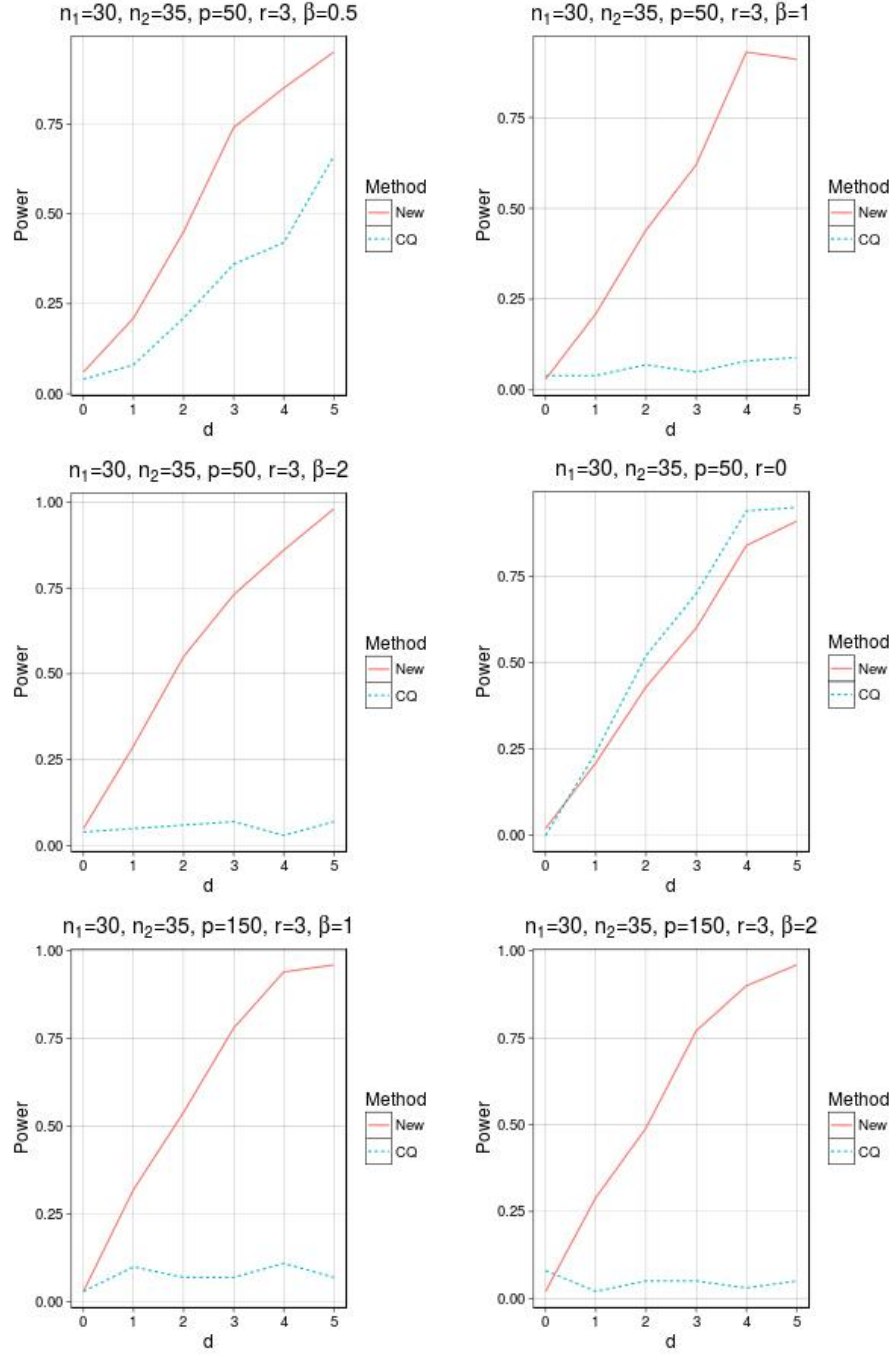 n₁=30, n₂=35, p=50, r=3, β=0.5
0.75
0.50
0.25
0.00
Power
0 1 2 3 4 5
d
Method
New
CQ
n₁=30, n₂=35, p=50, r=3, β=1
0.75
0.50
0.25
0.00
Power
0 1 2 3 4 5
d
Method
New
CQ
n₁=30, n₂=35, p=50, r=3, β=2
1.00
0.75
0.50
0.25
0.00
Power
0 1 2 3 4 5
d
Method
New
CQ
n₁=30, n₂=35, p=50, r=0
0.75
0.50
0.25
0.00
Power
0 1 2 3 4 5
d
Method
New
CQ
n₁=30, n₂=35, p=150, r=3, β=1
1.00
0.75
0.50
0.25
0.00
Power
0 1 2 3 4 5
d
Method
New
CQ
n₁=30, n₂=35, p=150, r=3, β=2
1.00
0.75
0.50
0.25
0.00
Power
0 1 2 3 4 5
d
Method
New
CQ